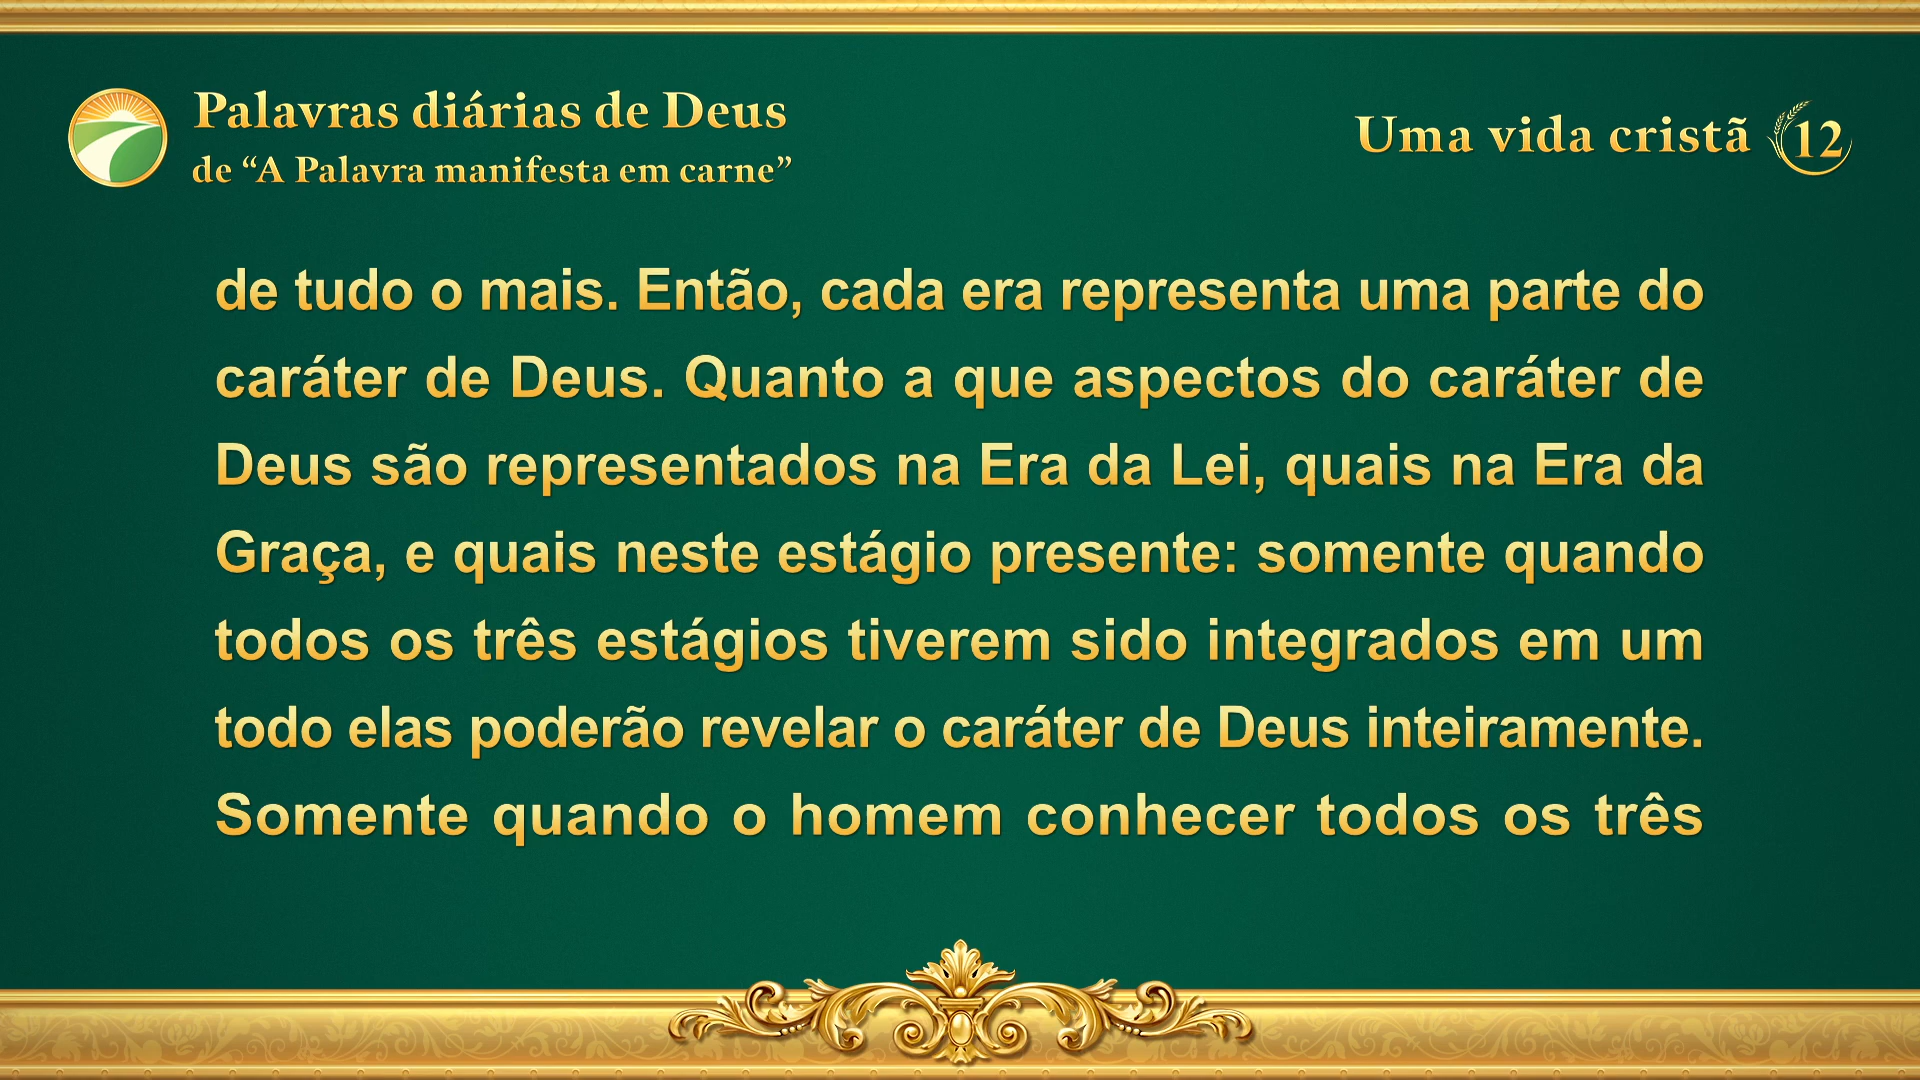 Palavras diárias de Deus
de “A Palavra manifesta em carne”
Uma vida cristã 12
de tudo o mais. Então, cada era representa uma parte do
caráter de Deus. Quanto a que aspectos do caráter de
Deus são representados na Era da Lei, quais na Era da
Graça, e quais neste estágio presente: somente quando
todos os três estágios tiverem sido integrados em um
todo elas poderão revelar o caráter de Deus inteiramente.
Somente quando o homem conhecer todos os três